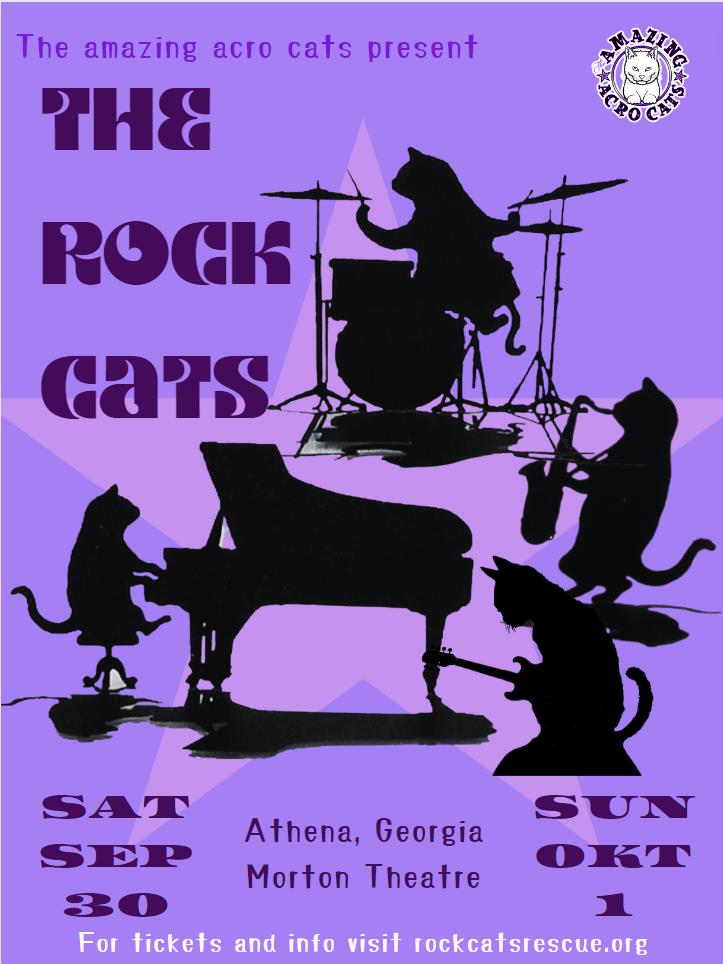 The amazing acro cats present
AMAZING
ACRO CATS
THE
ROCK
CATS
SAT
SEP
30
Athena, Georgia
Morton Theatre
SUN
OKT
1
For tickets and info visit rockcatsrescue.org